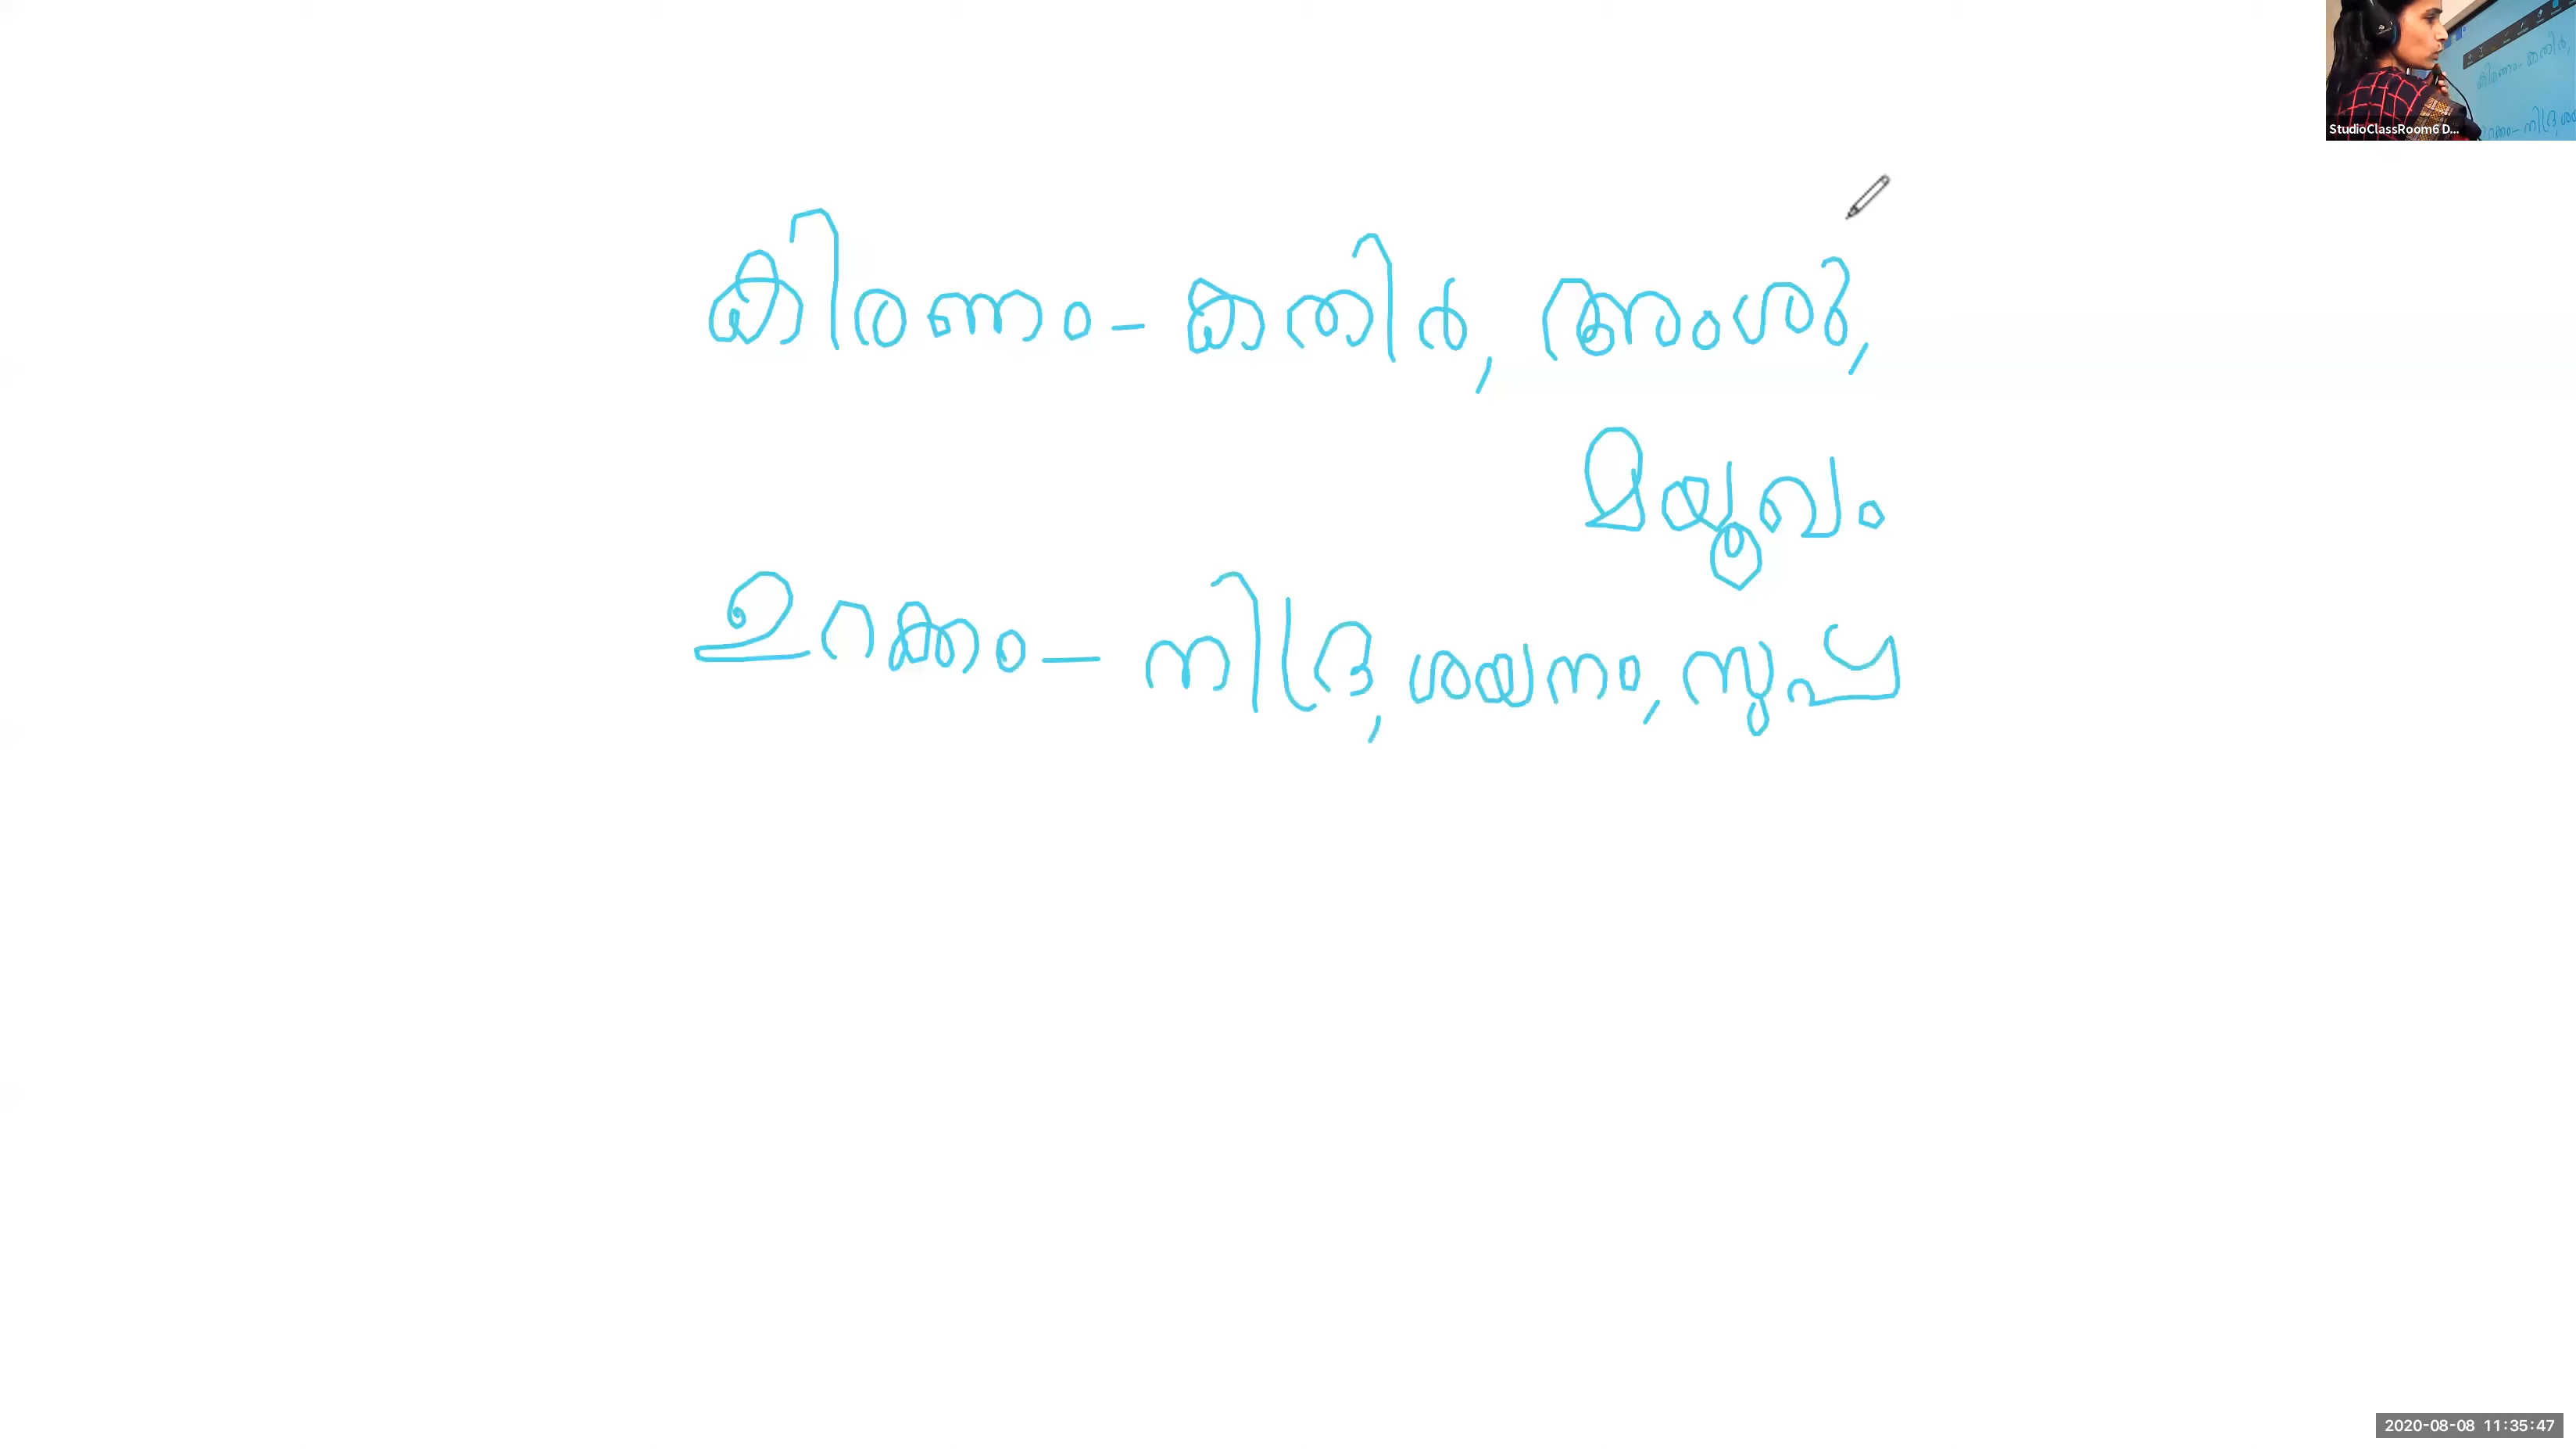 StudioClassRoom6 D...
കിരണം - കതിർ, അംശു,
മയൂഖം
ഉറക്കം - നിദ്ര, ശയനം,
2020-08-08 11:35:47